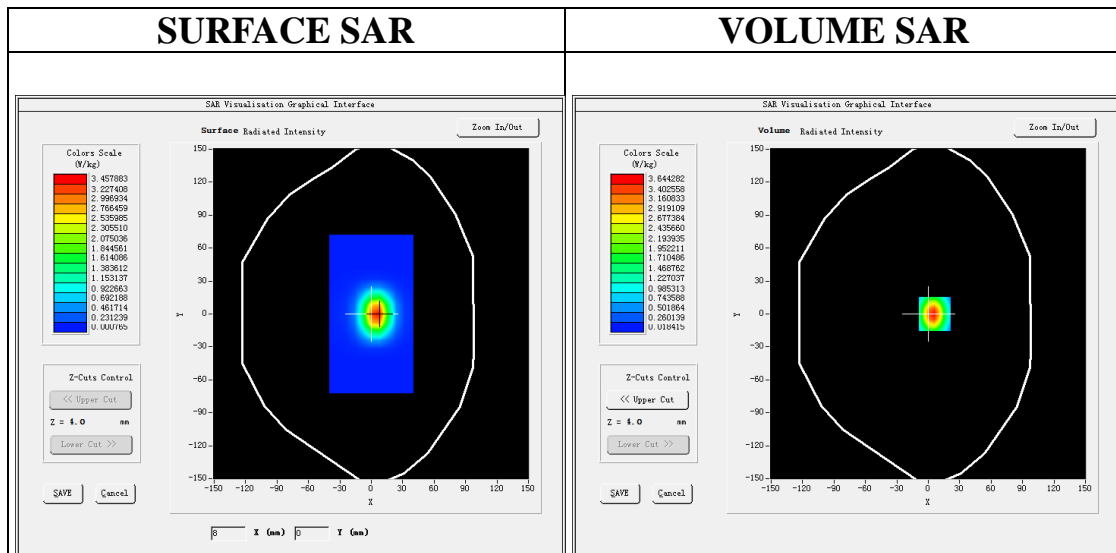 SURFACE SAR
VOLUME SAR
SAR Visualisation Graphical Interface
Surface Radiated Intensity
Zoom In/Out
Colors Scale
(W/kg)
3.457883
3.227408
2.996934
2.766459
2.535985
2.305510
2.075036
1.844561
1.614086
1.383612
1.153137
0.922663
0.692188
0.461714
0.231239
0.000765
Z-Cuts Control
<< Upper Cut
Z = 4.0 mm
Lower Cut >>
SAVE
Cancel
150
120
90
60
30
0
-30
-60
-90
-120
-150
Y
-150 -120 -90 -60 -30 0 30 60 90 120 150
X
8 X (mm) 0 Y (mm)
SAR Visualisation Graphical Interface
Volume Radiated Intensity
Zoom In/Out
Colors Scale
(W/kg)
3.644282
3.402558
3.160833
2.919109
2.677384
2.435660
2.193935
1.952211
1.710486
1.468762
1.227037
0.985313
0.743588
0.501864
0.260139
0.018415
Z-Cuts Control
<< Upper Cut
Z = 4.0 mm
Lower Cut >>
SAVE
Cancel
150
120
90
60
30
0
-30
-60
-90
-120
-150
Y
-150 -120 -90 -60 -30 0 30 60 90 120 150
X